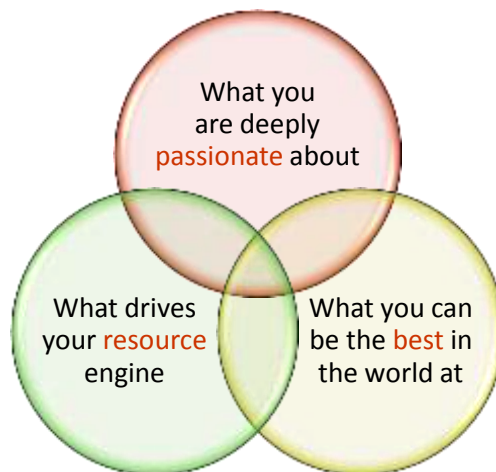 What you
are deeply
passionate about
What drives
your resource
engine
What you can
be the best in
the world at